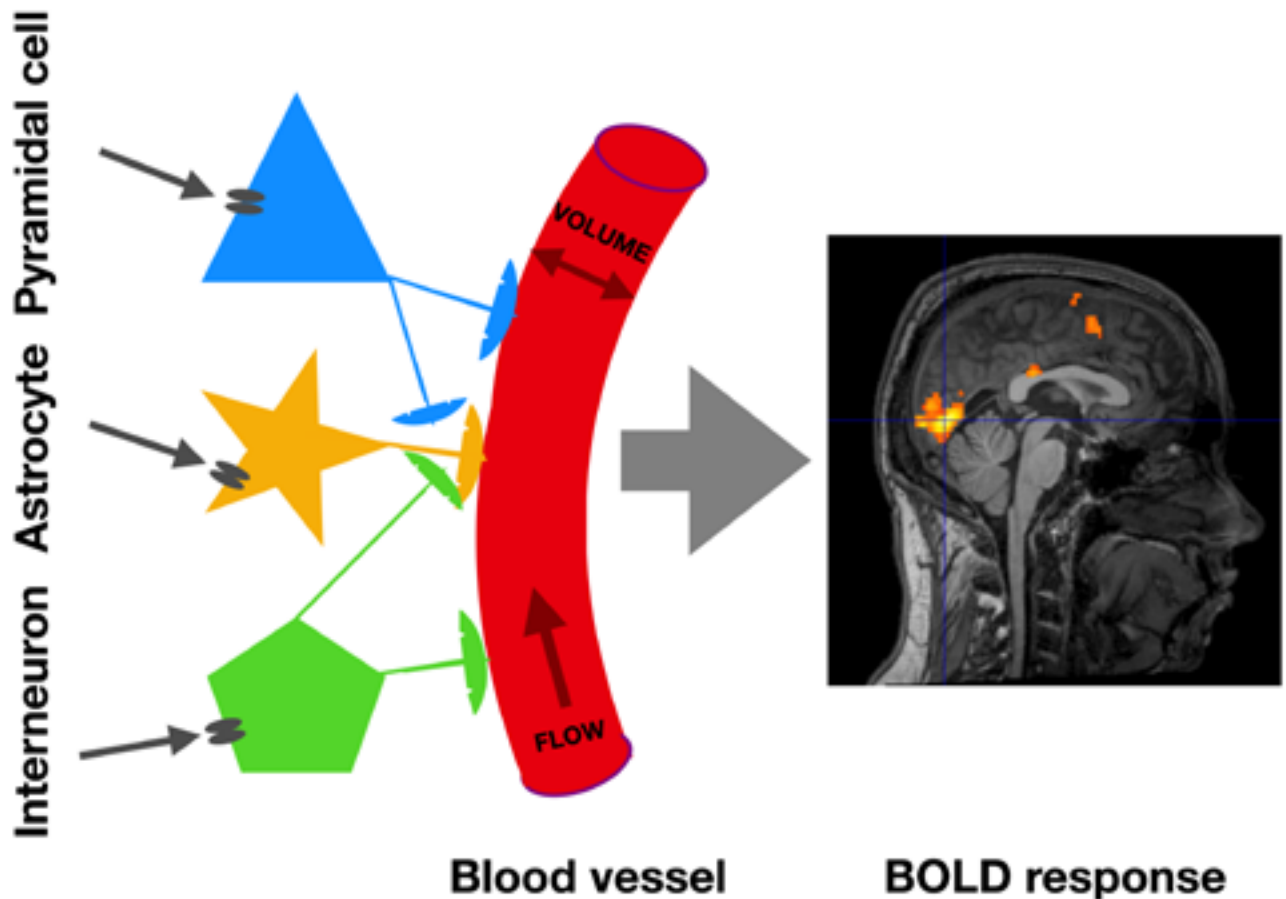 Pyramidal cell
Astrocyte
Interneuron
VOLUME
FLOW
Blood vessel
BOLD response